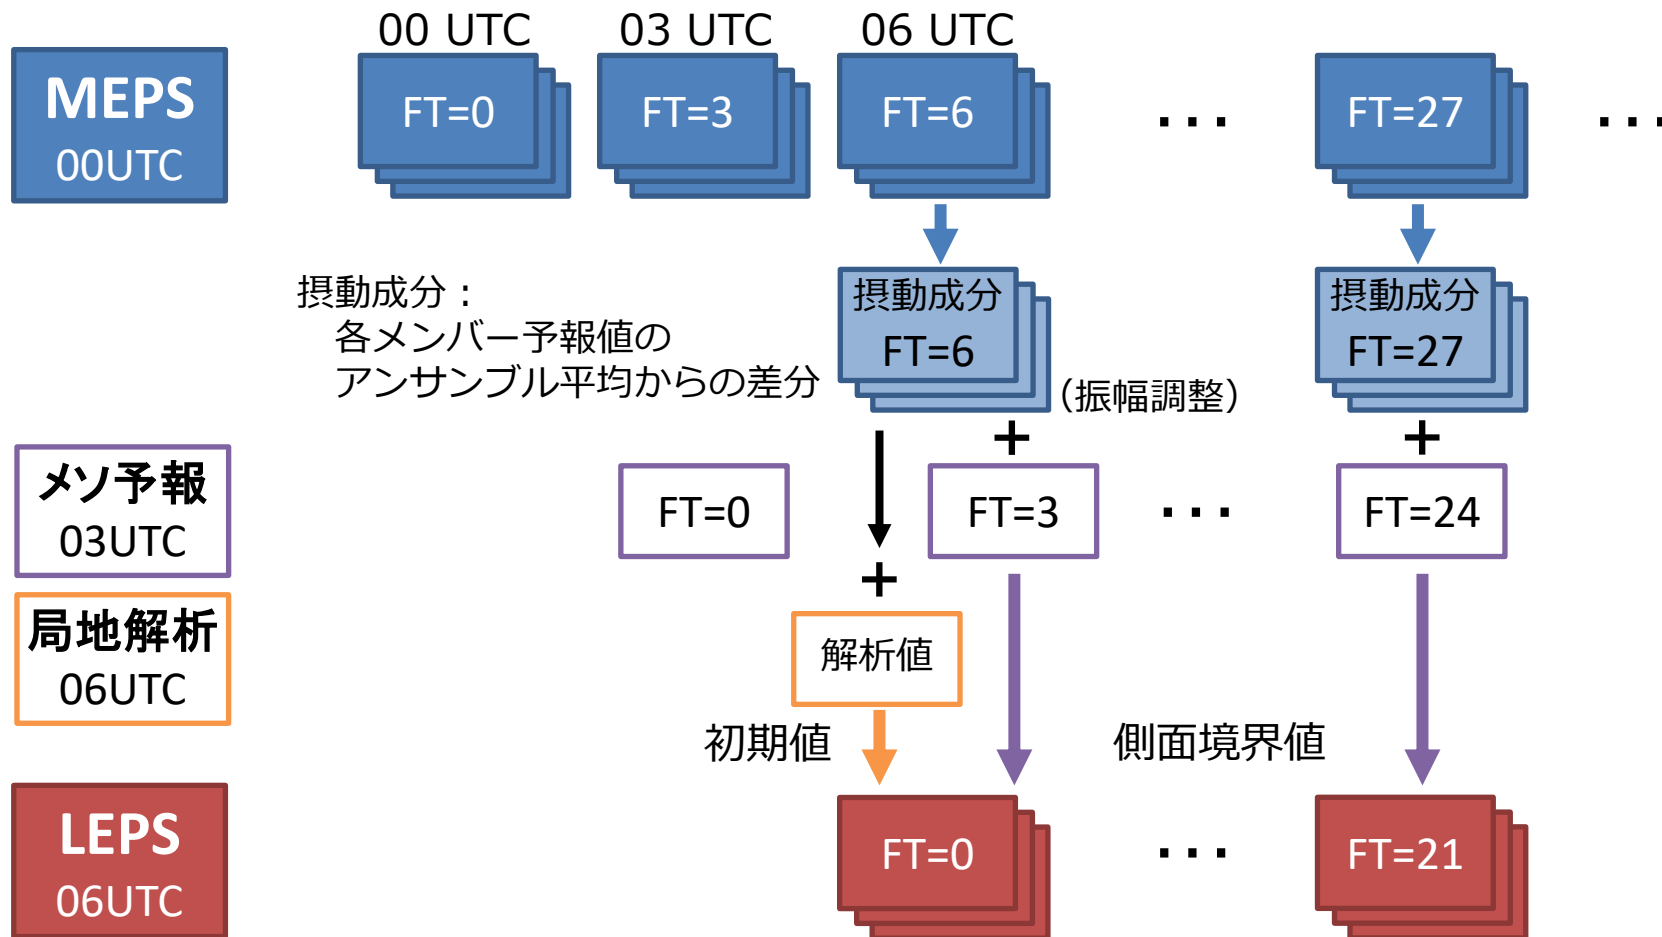 00 UTC
03 UTC
06 UTC
MEPS
00UTC
FT=0
FT=3
FT=6
…
FT=27
…
摂動成分：
各メンバー予報値の
アンサンブル平均からの差分
摂動成分
FT=6
摂動成分
FT=27
（振幅調整）
+
+
メソ予報
03UTC
FT=0
FT=3
…
FT=24
+
局地解析
06UTC
解析値
初期値
側面境界値
LEPS
06UTC
FT=0
…
FT=21